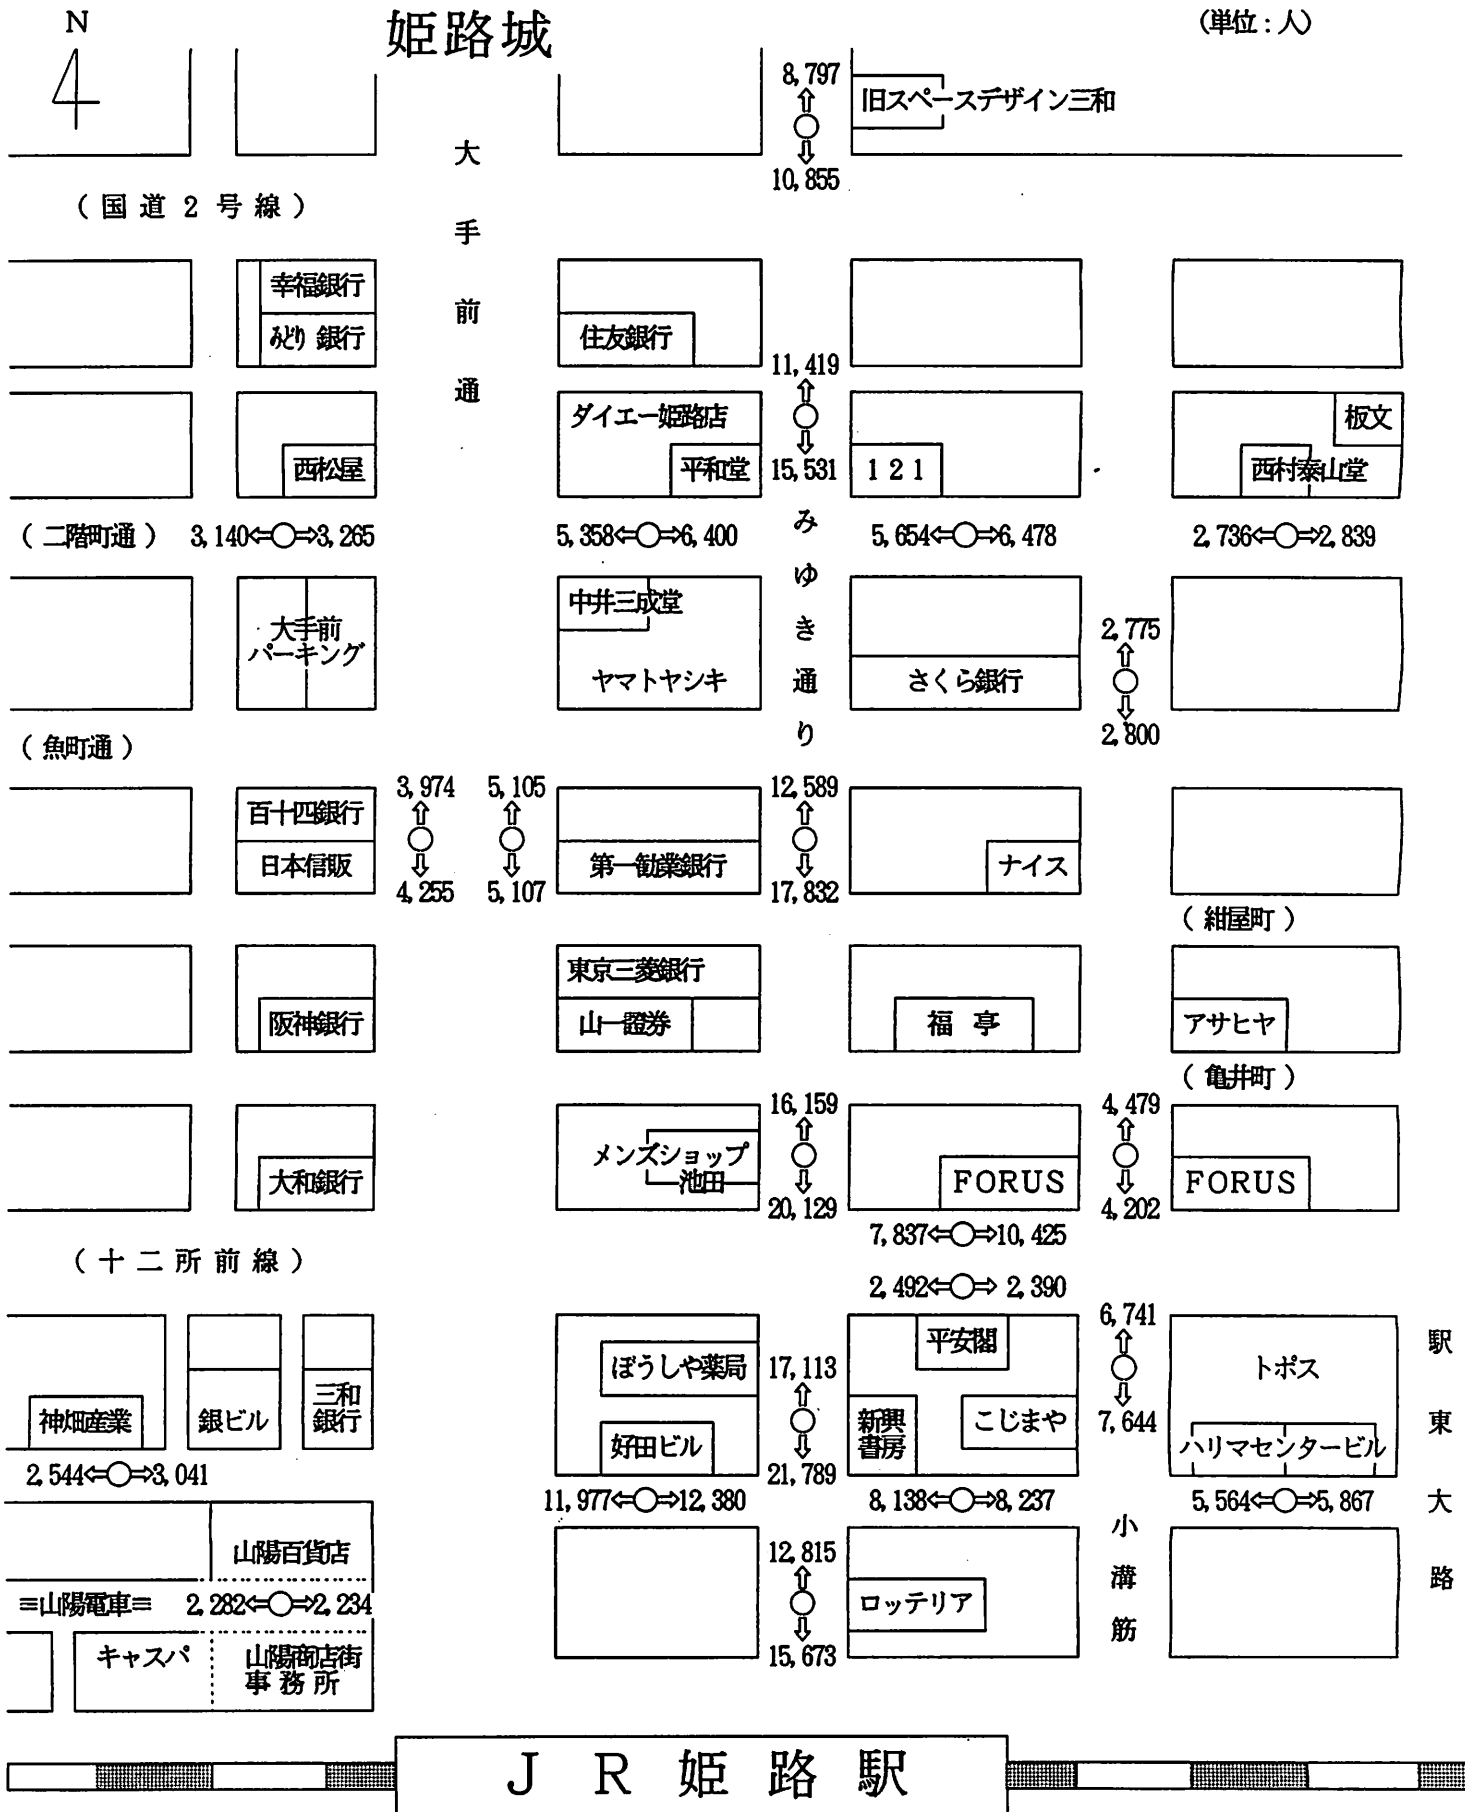 N
姫路城
(単位:人)
8,797
旧スペースデザイン三和
10,855
大手前通
(国道2号線)
幸福銀行
みどり銀行
住友銀行
11,419
ダイエー姫路店
平和堂
15,531
121
板文
西村泰山堂
西松屋
(二階町通)
3,140⇐○⇒3,265
5,358⇐○⇒6,400
5,654⇐○⇒6,478
2,736⇐○⇒2,839
みゆき通り
大手前
パーキング
中井三成堂
ヤマトヤシキ
さくら銀行
2,775
2,800
(魚町通)
百十四銀行
日本信販
3,974
4,255
5,105
5,107
第一勧業銀行
12,589
17,832
ナイス
(紺屋町)
阪神銀行
東京三菱銀行
山一證券
福亭
アサヒヤ
(亀井町)
大和銀行
メンズショップ
池田
16,159
20,129
FORUS
4,479
4,202
FORUS
7,837⇐○⇒10,425
(十二所前線)
2,492⇐○⇒2,390
神畑産業
銀ビル
三和
銀行
ぼうしや薬局
好田ビル
17,113
21,789
平安閣
新興
書房
こじまや
6,741
7,644
トポス
ハリマセンタービル
駅東大路
2,544⇐○⇒3,041
11,977⇐○⇒12,380
8,138⇐○⇒8,237
5,564⇐○⇒5,867
山陽百貨店
≡山陽電車≡
2,282⇐○⇒2,234
キャスパ
山陽商店街
事務所
12,815
15,673
ロッテリア
小溝筋
JR姫路駅